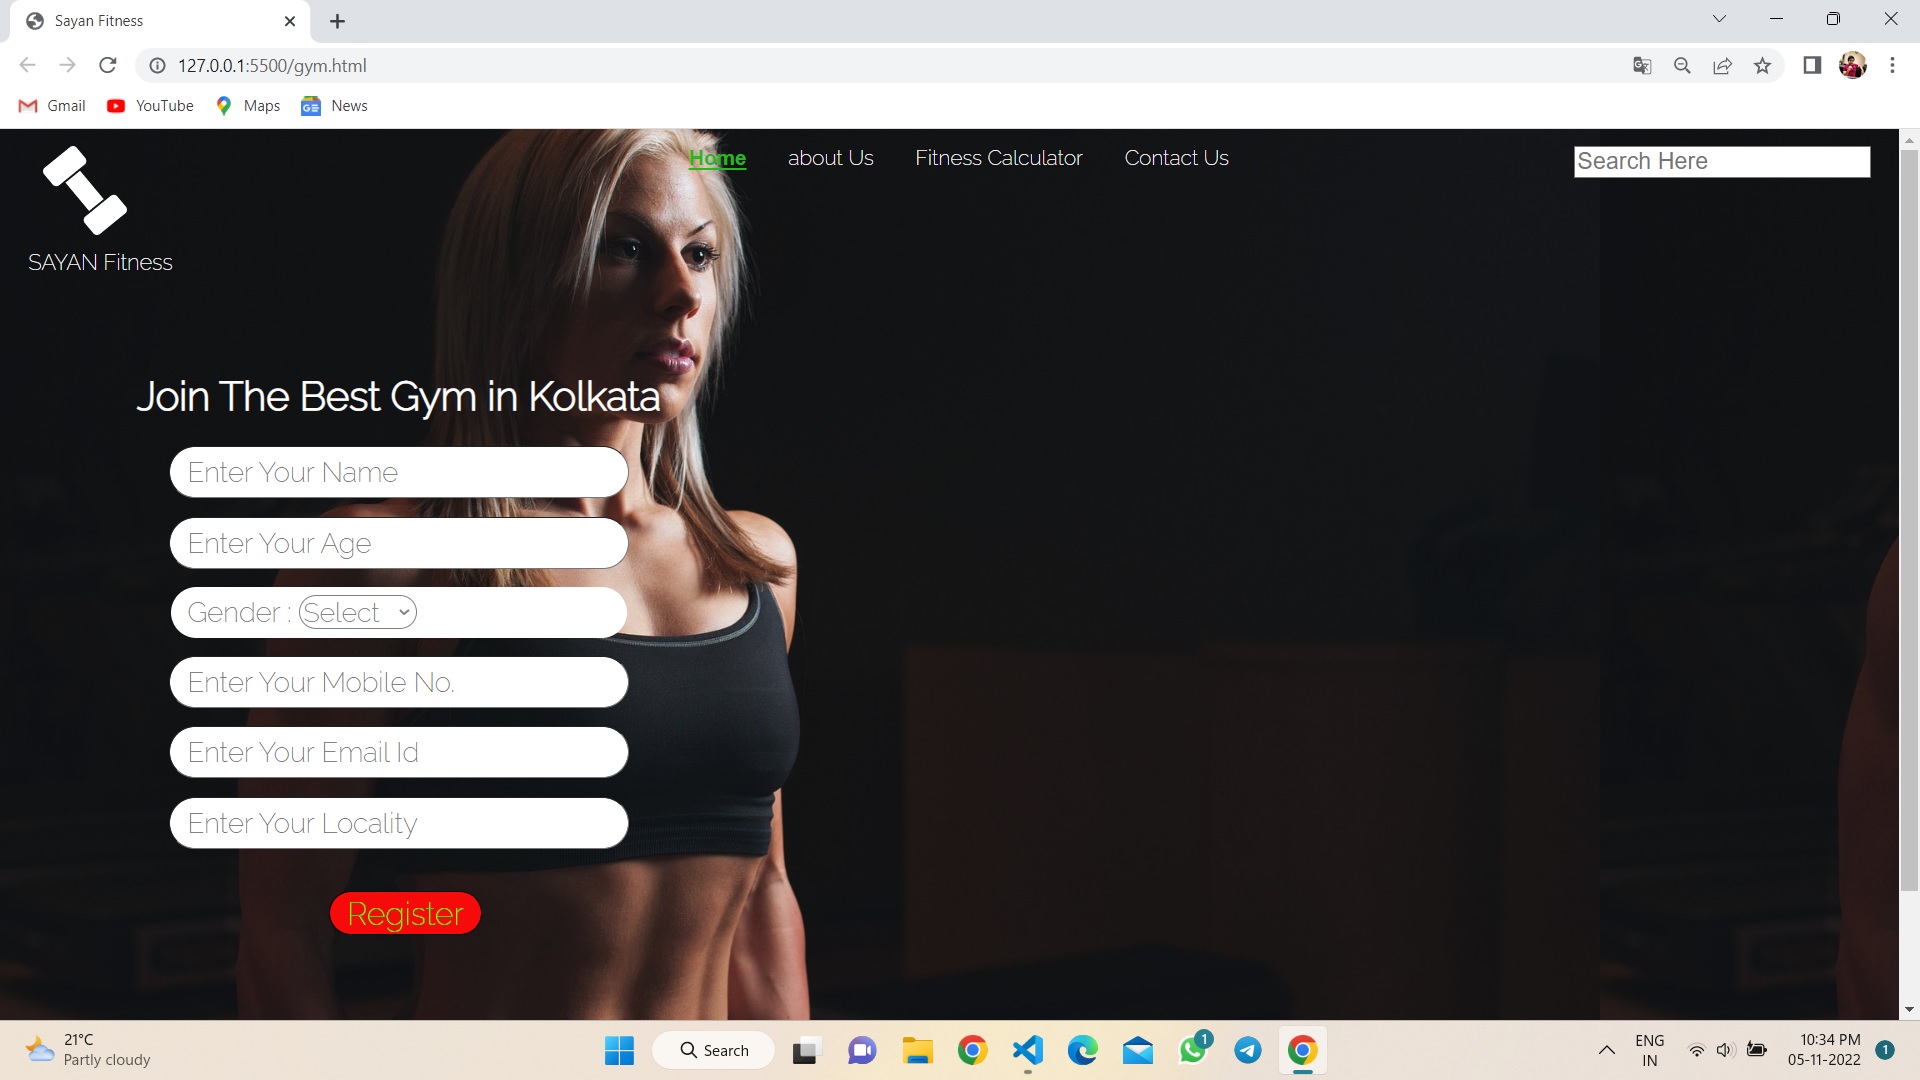 Sayan Fitness
127.0.0.1:5500/gym.html
Gmail YouTube Maps News
Home about Us Fitness Calculator Contact Us Search Here
SAYAN Fitness
Join The Best Gym in Kolkata
Enter Your Name
Enter Your Age
Gender : Select
Enter Your Mobile No.
Enter Your Email Id
Enter Your Locality
Register
21°C
Partly cloudy
Search
1
ENG
IN
10:34 PM
05-11-2022
1